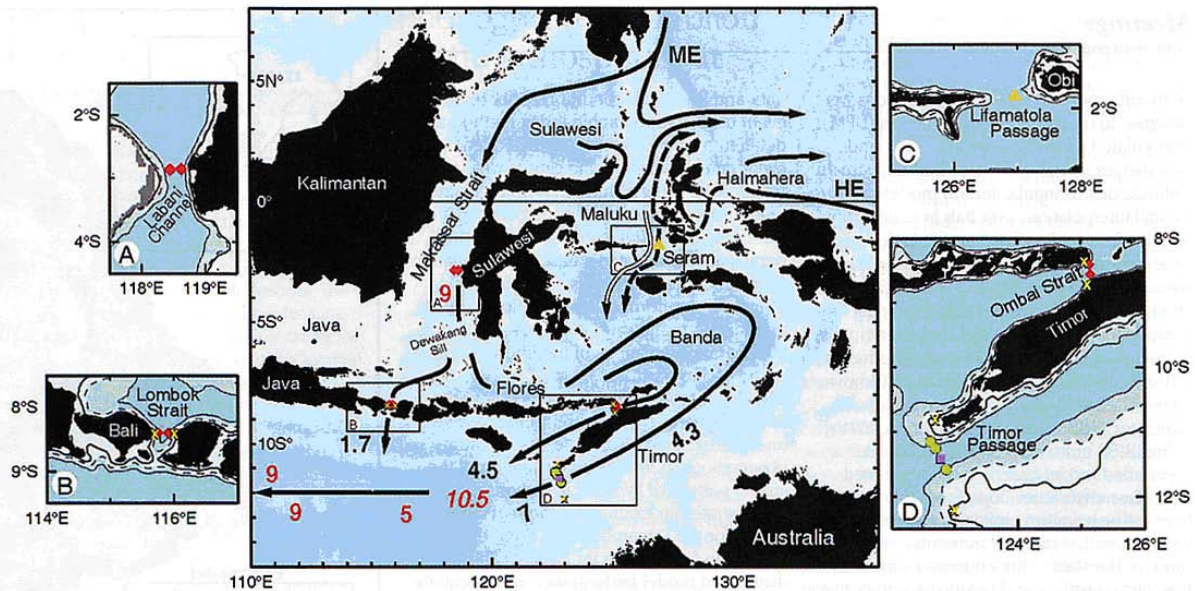 2°S
4°S
118°E
119°E
Labani
Channel
A
Lombok
Strait
Bali
8°S
9°S
114°E
116°E
B
5N°
0°
5°S
10°S
110°E
120°E
130°E
ME
HE
Sulawesi
Kalimantan
Halmahera
Makassar Strait
Maluku
Sulawesi
C
Seram
9
A
Java
Dewakang
Sill
Banda
Java
Flores
B
1.7
4.5
4.3
Timor
9
10.5
7
D
9
5
Australia
Obi
Lifamatola
Passage
2°S
C
126°E
128°E
8°S
Ombai Strait
Timor
10°S
Timor
Passage
12°S
D
124°E
126°E